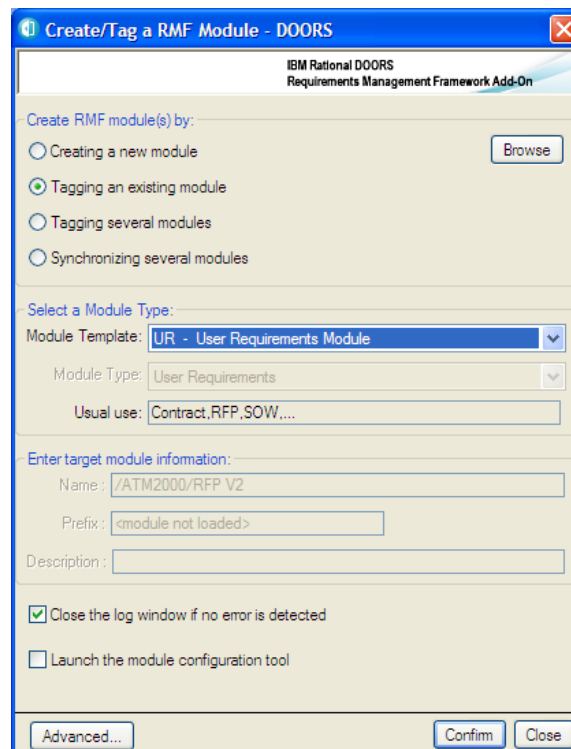 Create/Tag a RMF Module - DOORS
IBM Rational DOORS
Requirements Management Framework Add-On
Create RMF module(s) by:
Creating a new module
Browse
Tagging an existing module
Tagging several modules
Synchronizing several modules
Select a Module Type:
Module Template: UR - User Requirements Module
Module Type: User Requirements
Usual use: Contract,RFP,SOW,...
Enter target module information:
Name : /ATM2000/RFP V2
Prefix : <module not loaded>
Description :
Close the log window if no error is detected
Launch the module configuration tool
Advanced... Confirm Close